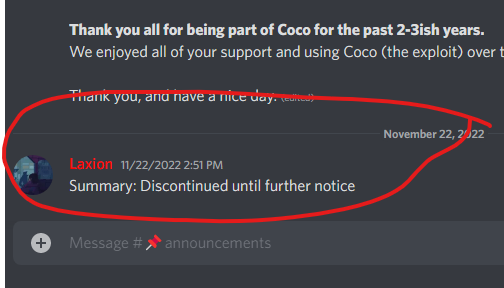 Thank you all for being part of Coco for the past 2-3ish years.
We enjoyed all of your support and using Coco (the exploit) over t
Thank you, and have a nice day. (edited)
November 22, 2022
Laxion 11/22/2022 2:51 PM
Summary: Discontinued until further notice
Message #📌 announcements